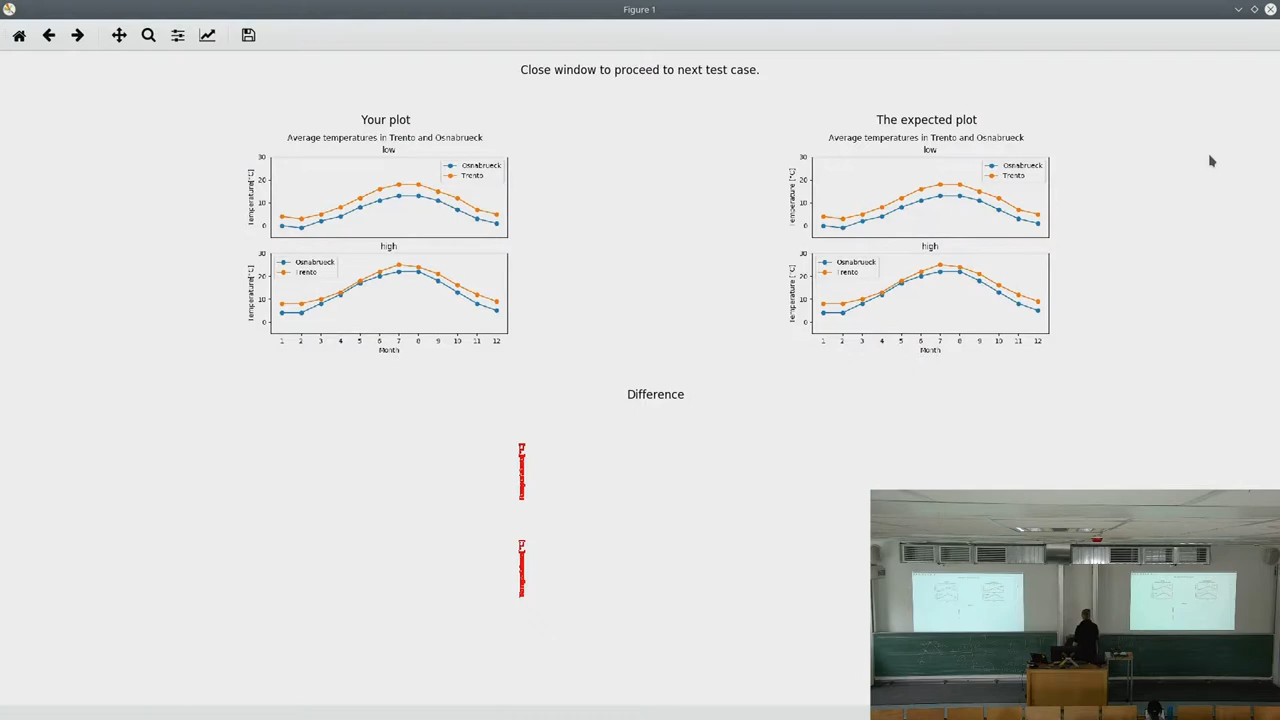 Figure 1
Close window to proceed to next test case.
Your plot
Average temperatures in Trento and Osnabrueck
low
30
20
10
0
Temperature[°C]
Osnabrueck
Trento
high
30
20
10
0
Temperature[°C]
Osnabrueck
Trento
1 2 3 4 5 6 7 8 9 10 11 12
Month
The expected plot
Average temperatures in Trento and Osnabrueck
low
30
20
10
0
Temperature [°C]
Osnabrueck
Trento
high
30
20
10
0
Temperature [°C]
Osnabrueck
Trento
1 2 3 4 5 6 7 8 9 10 11 12
Month
Difference